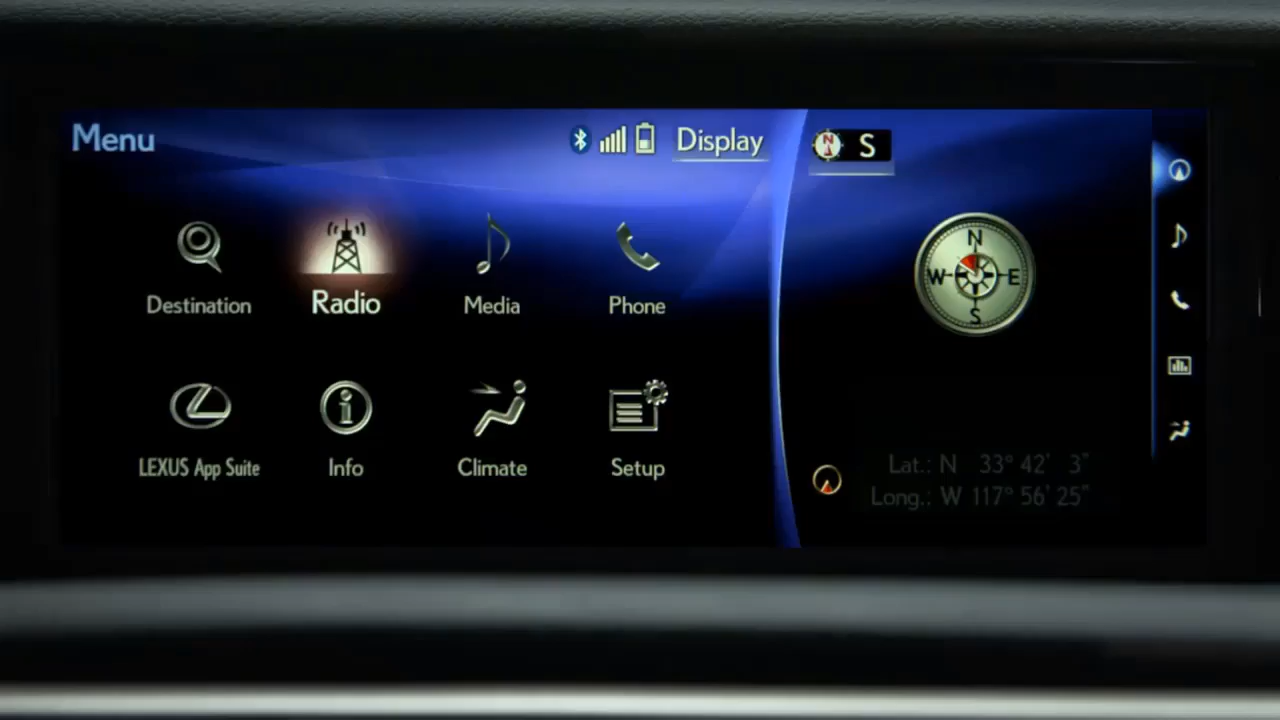 Menu
Display
S
Destination
Radio
Media
Phone
N
W E
S
LEXUS App Suite
Info
Climate
Setup
Lat.: N 33° 42' 3"
Long.: W 117° 56' 25"